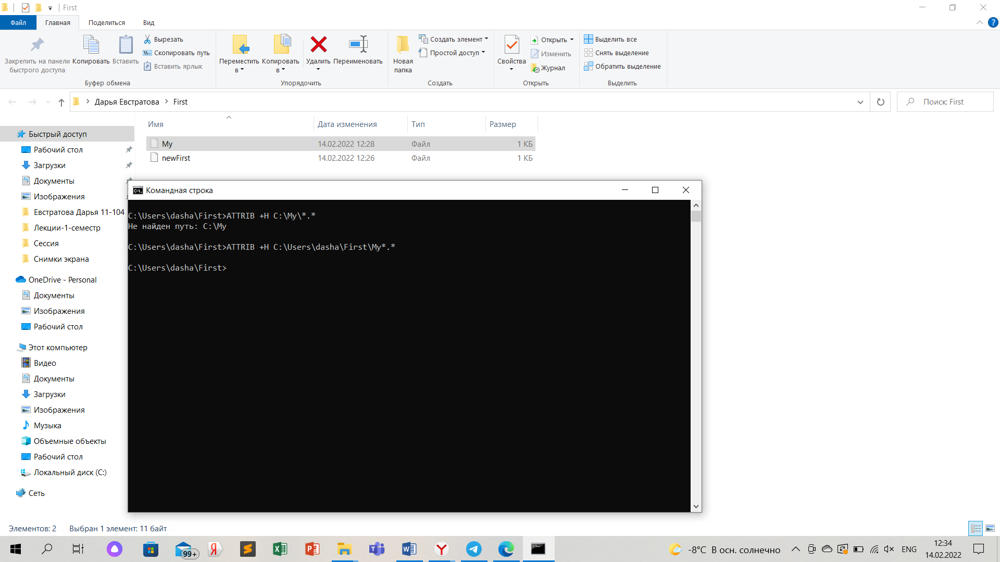 First
Файл Главная Поделиться Вид
Закрепить на панели быстрого доступа
Копировать
Вставить
Вырезать
Скопировать путь
Вставить ярлык
Буфер обмена
Переместить в
Копировать в
Удалить
Переименовать
Упорядочить
Новая папка
Создать элемент
Простой доступ
Создать
Свойства
Открыть
Изменить
Журнал
Открыть
Выделить все
Снять выделение
Обратить выделение
Выделить
Дарья Евстратова > First
Поиск: First
Имя Дата изменения Тип Размер
My 14.02.2022 12:28 Файл 1 КБ
newFirst 14.02.2022 12:26 Файл 1 КБ
Быстрый доступ
Рабочий стол
Загрузки
Документы
Изображения
Евстратова Дарья 11-104
Лекции-1-семестр
Сессия
Снимки экрана
OneDrive - Personal
Документы
Изображения
Рабочий стол
Этот компьютер
Видео
Документы
Загрузки
Изображения
Музыка
Объемные объекты
Рабочий стол
Локальный диск (C:)
Сеть
Командная строка
C:\Users\dasha\First>ATTRIB +H C:\My\*.*
Не найден путь: C:\My
C:\Users\dasha\First>ATTRIB +H C:\Users\dasha\First\My*.*
C:\Users\dasha\First>
Элементов: 2 Выбран 1 элемент: 11 байт
99+
-8°C В осн. солнечно
ENG
12:34
14.02.2022